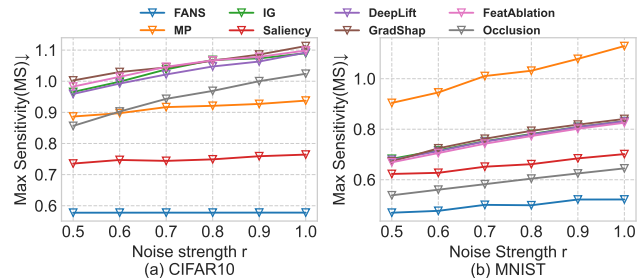 FANS IG DeepLift FeatAblation
MP Saliency GradShap Occlusion
Max Sensitivity(MS)↓
1.1
1.0
0.9
0.8
0.7
0.6
0.5 0.6 0.7 0.8 0.9 1.0
Noise strength r
(a) CIFAR10
Max Sensitivity(MS)↓
1.0
0.8
0.6
0.5 0.6 0.7 0.8 0.9 1.0
Noise Strength r
(b) MNIST